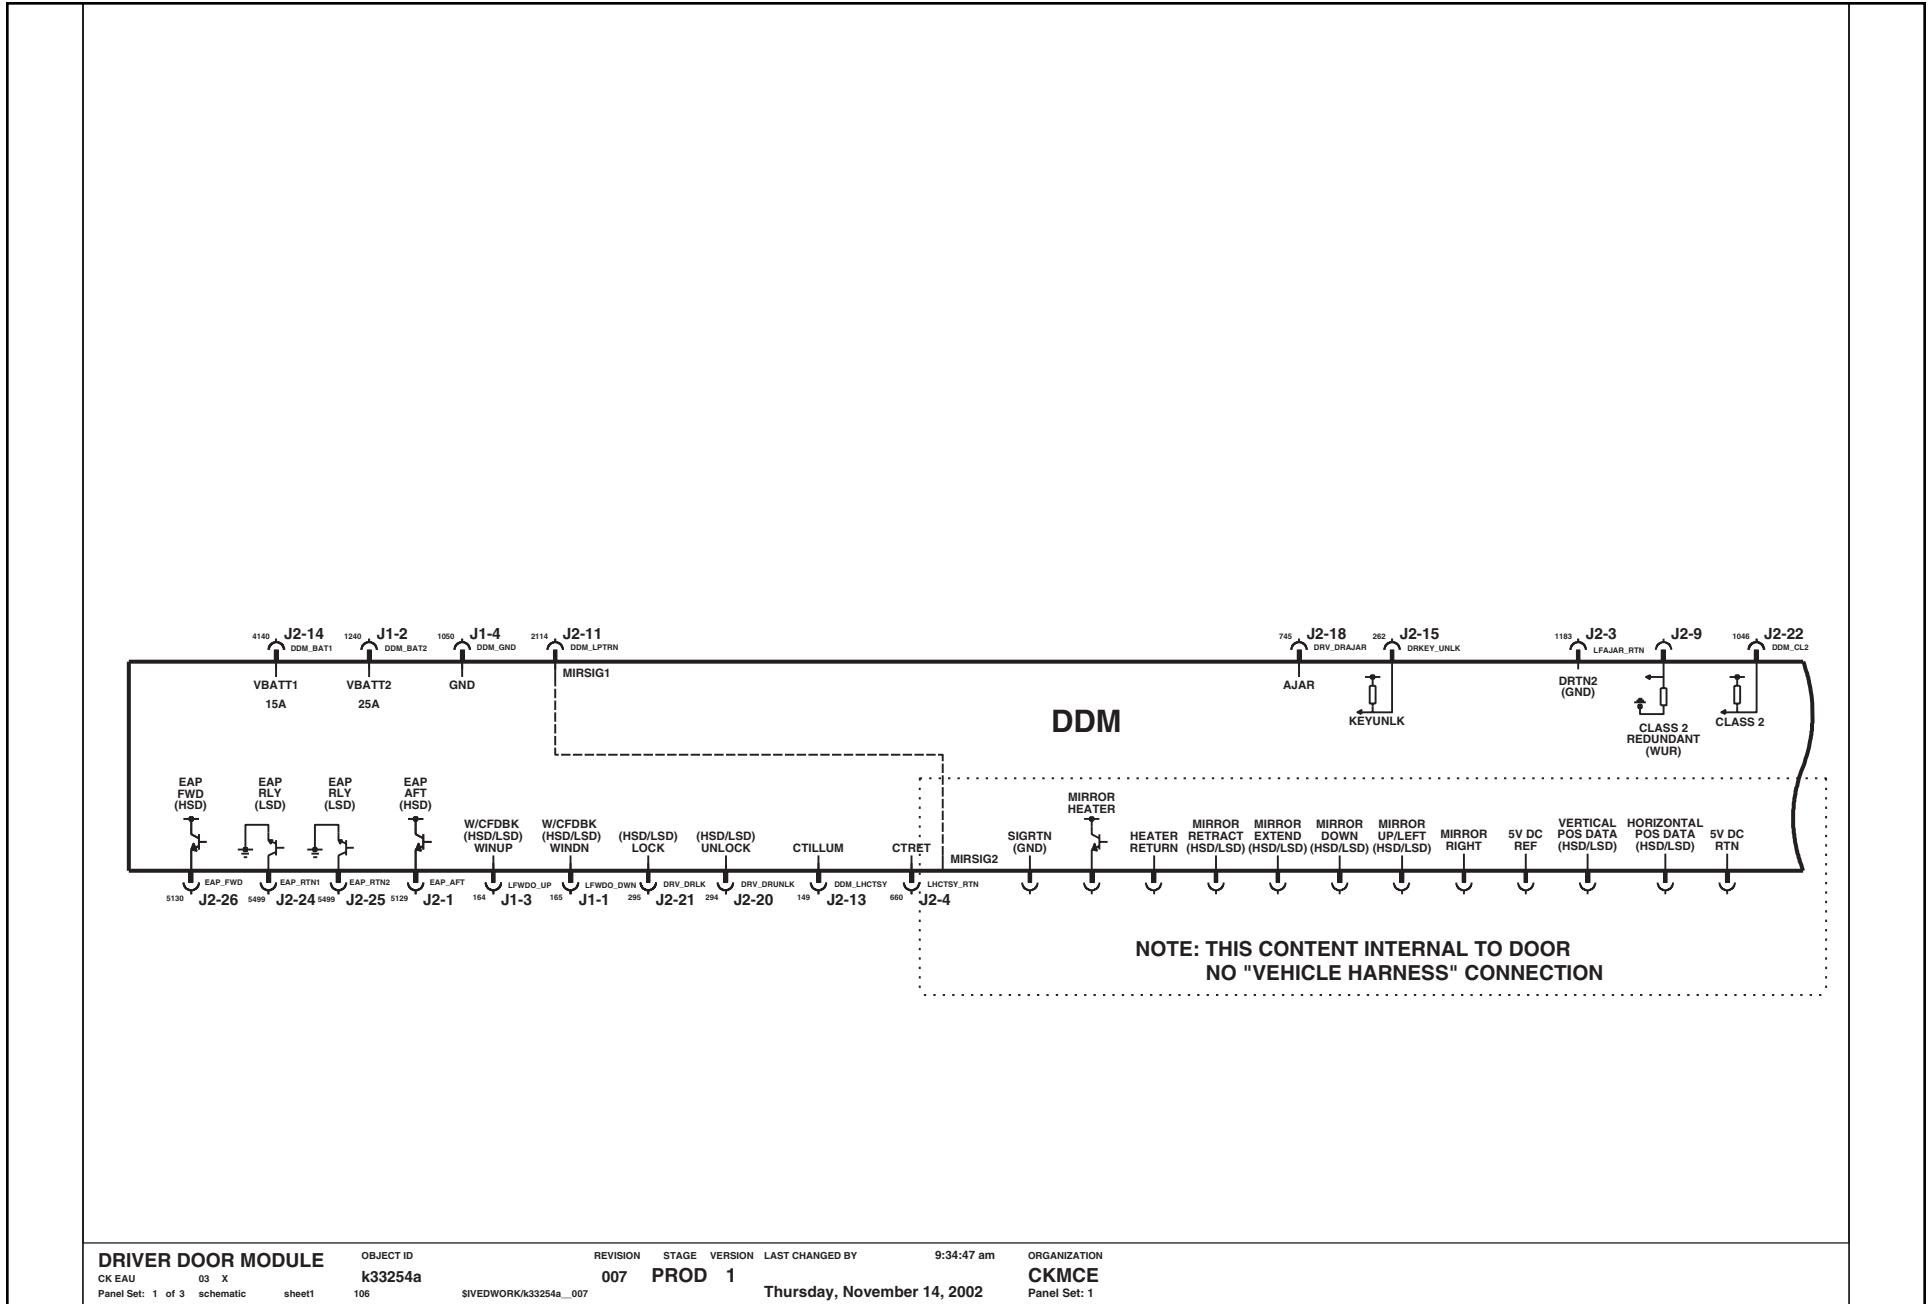 4140 J2-14 1240 J1-2 1050 J1-4 2114 J2-11 745 J2-18 262 J2-15 1183 J2-3 J2-9 1046 J2-22
DDM_BAT1 DDM_BAT2 DDM_GND DDM_LPTRN DRV_DRAJAR DRKEY_UNLK LFAJAR_RTN DDM_CL2
MIRSIG1
VBATT1 VBATT2 GND AJAR DRTN2
(GND)
15A 25A
DDM
KEYUNLK CLASS 2
CLASS 2
REDUNDANT
(WUR)
EAP
FWD
(HSD)
EAP
RLY
(LSD)
EAP
RLY
(LSD)
EAP
AFT
(HSD)
W/CFDBK
(HSD/LSD)
WINUP
W/CFDBK
(HSD/LSD)
WINDN
(HSD/LSD)
LOCK
(HSD/LSD)
UNLOCK
CTILLUM
CTRET
MIRSIG2
SIGRTN
(GND)
MIRROR
HEATER
HEATER
RETURN
MIRROR
RETRACT
(HSD/LSD)
MIRROR
EXTEND
(HSD/LSD)
MIRROR
DOWN
(HSD/LSD)
MIRROR
UP/LEFT
(HSD/LSD)
MIRROR
RIGHT
5V DC
REF
VERTICAL
POS DATA
(HSD/LSD)
HORIZONTAL
POS DATA
(HSD/LSD)
5V DC
RTN
EAP_FWD EAP_RTN1 EAP_RTN2 EAP_AFT LFWDO_UP LFWDO_DWN DRV_DRLK DRV_DRUNLK DDM_LHCTSY LHCTSY_RTN
5130 J2-26 5499 J2-24 5499 J2-25 5129 J2-1 164 J1-3 165 J1-1 295 J2-21 294 J2-20 149 J2-13 660 J2-4
NOTE: THIS CONTENT INTERNAL TO DOOR
NO "VEHICLE HARNESS" CONNECTION
DRIVER DOOR MODULE OBJECT ID REVISION STAGE VERSION LAST CHANGED BY 9:34:47 am ORGANIZATION
CK EAU 03 X k33254a 007 PROD 1 CKMCE
Panel Set: 1 of 3 schematic sheet1 106 $IVEDWORK/k33254a__007 Thursday, November 14, 2002 Panel Set: 1